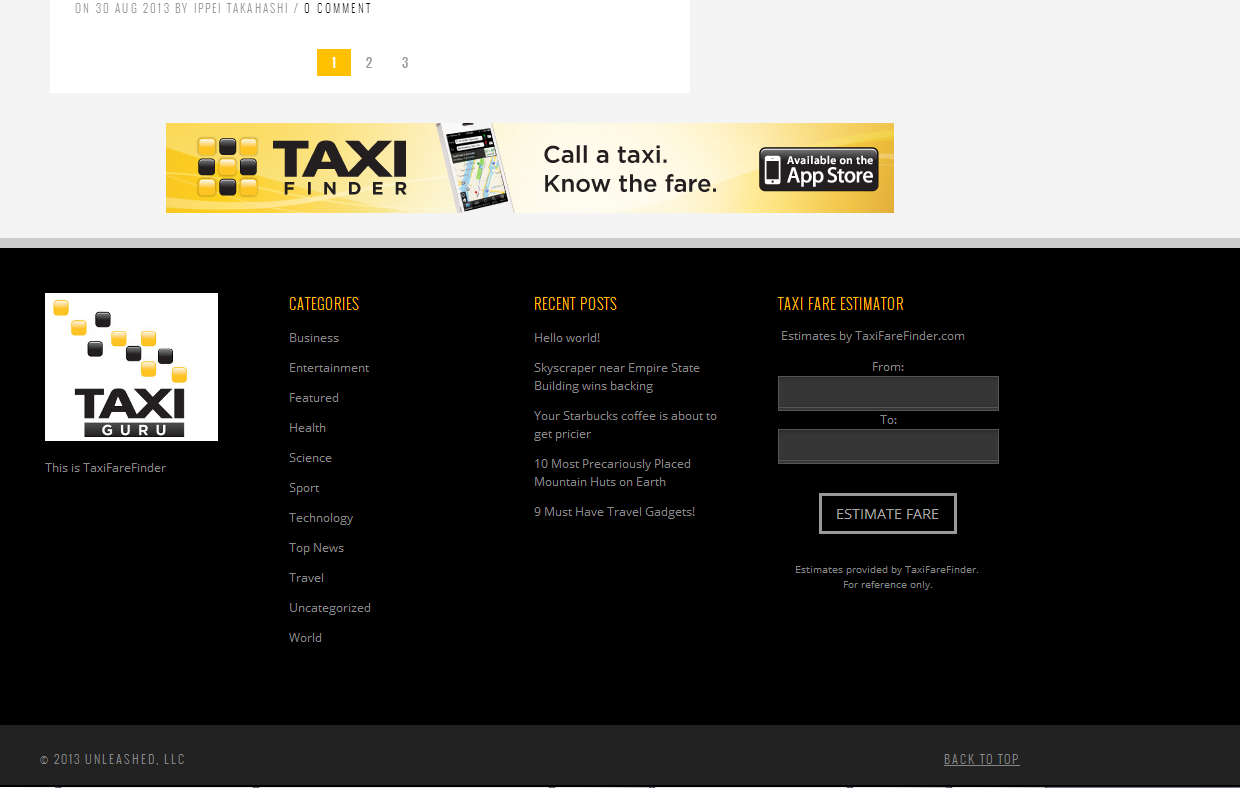 ON 30 AUG 2013 BY IPPEI TAKAHASHI / 0 COMMENT
1 2 3
TAXI
FINDER
Call a taxi.
Know the fare.
Available on the
App Store
TAXI
GURU
This is TaxiFareFinder
CATEGORIES
Business
Entertainment
Featured
Health
Science
Sport
Technology
Top News
Travel
Uncategorized
World
RECENT POSTS
Hello world!
Skyscraper near Empire State
Building wins backing
Your Starbucks coffee is about to
get pricier
10 Most Precariously Placed
Mountain Huts on Earth
9 Must Have Travel Gadgets!
TAXI FARE ESTIMATOR
Estimates by TaxiFareFinder.com
From:
To:
ESTIMATE FARE
Estimates provided by TaxiFareFinder.
For reference only.
© 2013 UNLEASHED, LLC
BACK TO TOP